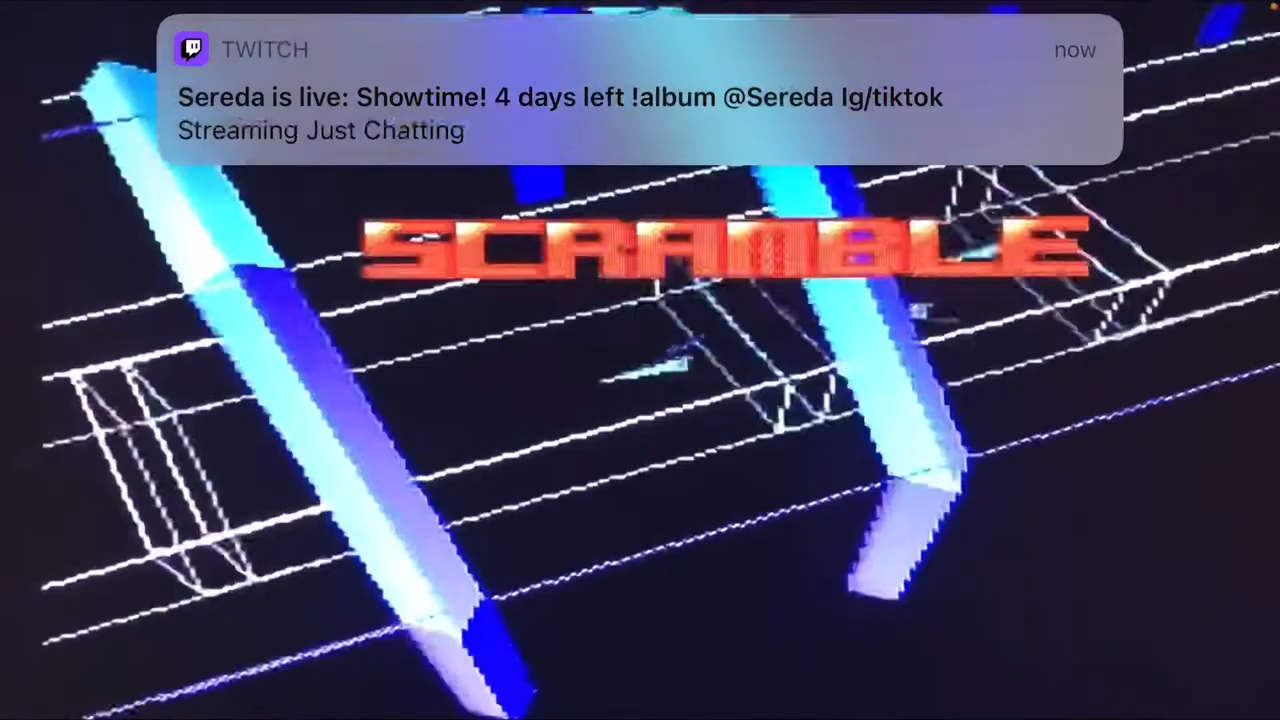 TWITCH now
Sereda is live: Showtime! 4 days left !album @Sereda Ig/tiktok
Streaming Just Chatting
SCRAMBLE